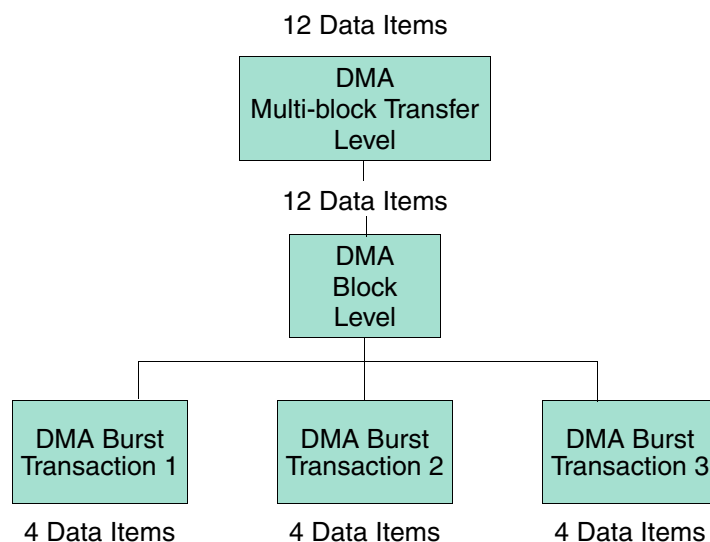 12 Data Items
DMA
Multi-block Transfer
Level
12 Data Items
DMA
Block
Level
DMA Burst
Transaction 1
DMA Burst
Transaction 2
DMA Burst
Transaction 3
4 Data Items
4 Data Items
4 Data Items